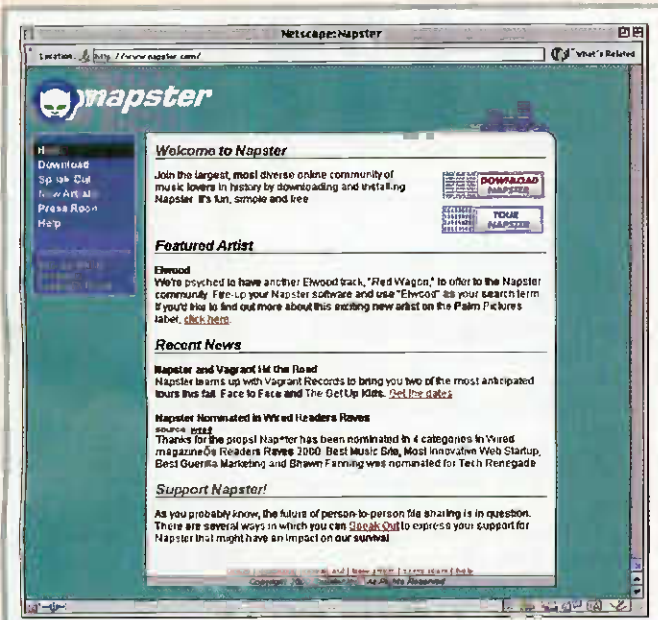 Netscape: Napster
Location: http://www.napster.com/
What's Related
napster
Download
Speak Out
New Artists
Press Room
Help
Welcome to Napster
Join the largest, most diverse online community of
music lovers in history by downloading and installing
Napster. It's fun, simple and free
DOWNLOAD
NAPSTER
TOUR
NAPSTER
Featured Artist
Elwood
We're psyched to have another Elwood track, "Red Wagon," to offer to the Napster
community. Fire-up your Napster software and use "Elwood" as your search term
If you'd like to find out more about this exciting new artist on the Palm Pictures
label, click here.
Recent News
Napster and Vagrant Hit the Road
Napster teams up with Vagrant Records to bring you two of the most anticipated
tours this fall. Face to Face and The Get Up Kids. Get the dates
Napster Nominated in Wired Readers Raves
source: wired
Thanks for the props! Napster has been nominated in 4 categories in Wired
magazineÕs Readers Raves 2000. Best Music Site, Most Innovative Web Startup,
Best Guerilla Marketing and Shawn Fanning was nominated for Tech Renegade
Support Napster!
As you probably know, the future of person-to-person file sharing is in question.
There are several ways in which you can Speak Out to express your support for
Napster that might have an impact on our survival
help
Copyright All Rights Reserved